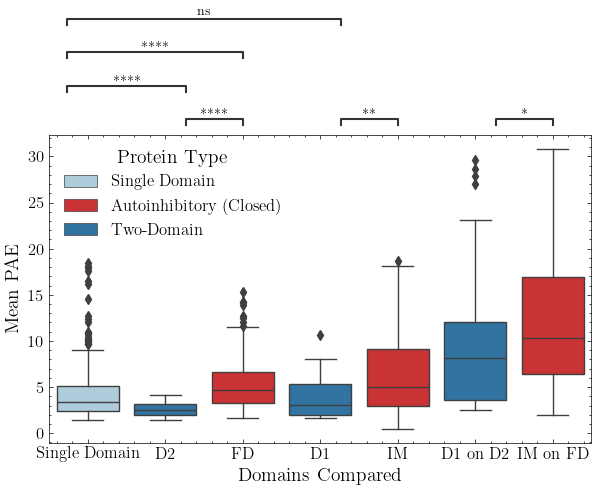 ns
****
****
****
**
*
Protein Type
Single Domain
Autoinhibitory (Closed)
Two-Domain
Mean PAE
30
25
20
15
10
5
0
Single Domain D2 FD D1 IM D1 on D2 IM on FD
Domains Compared